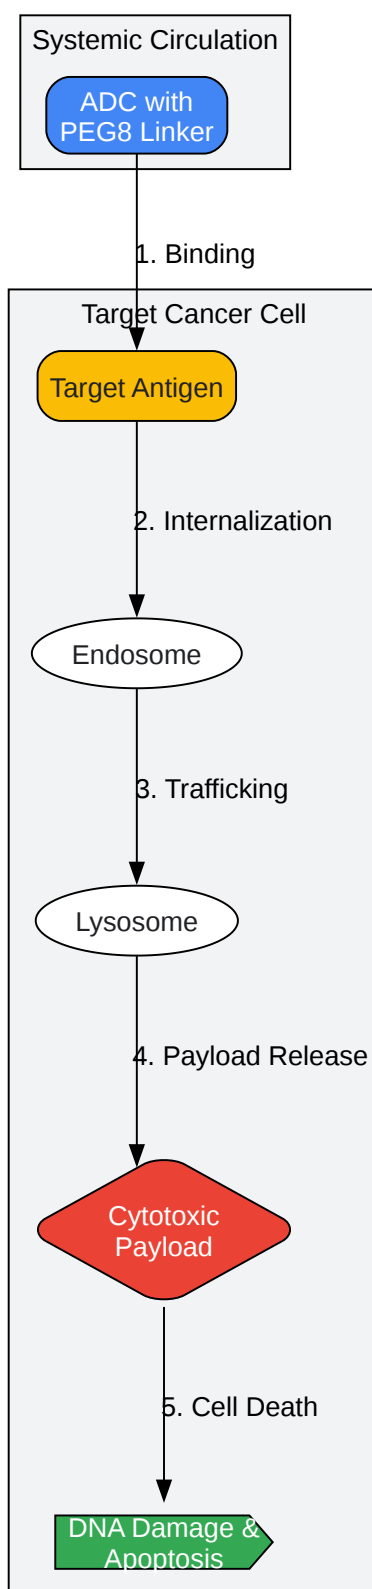 Systemic Circulation
ADC with
PEG8 Linker
1. Binding
Target Cancer Cell
Target Antigen
2. Internalization
Endosome
3. Trafficking
Lysosome
4. Payload Release
Cytotoxic
Payload
5. Cell Death
DNA Damage &
Apoptosis